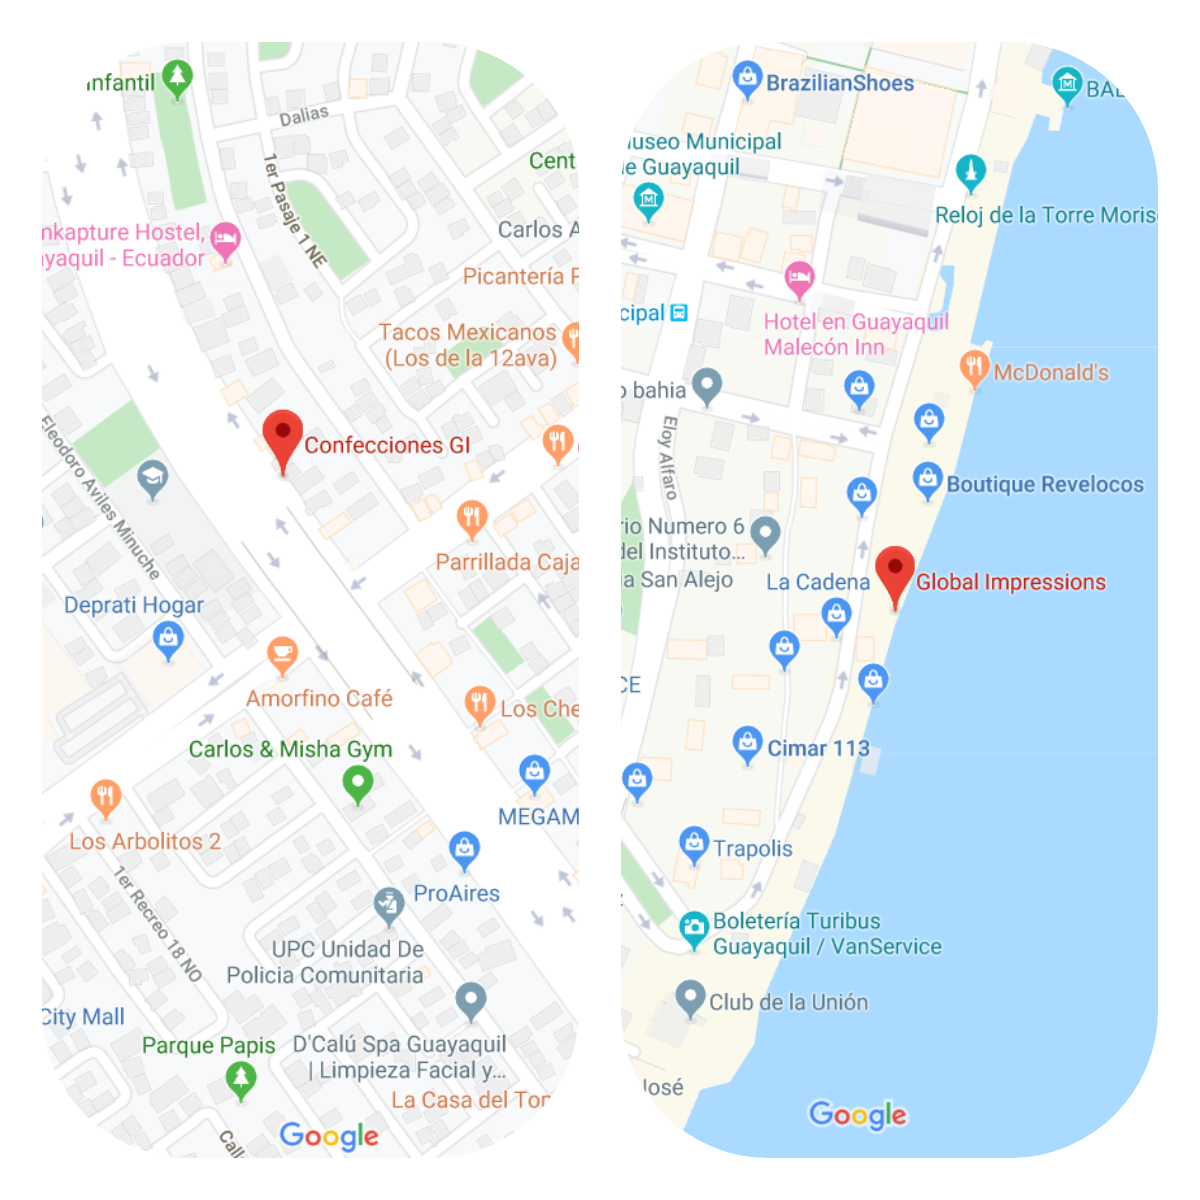 nfantil
Dalias
1er Pasaje 1 NE
Cent
nkapture Hostel,
yaquil - Ecuador
Carlos A
Picantería P
Tacos Mexicanos
(Los de la 12ava)
Confecciones GI
Eleodoro Aviles Minuche
Parrillada Caja
Deprati Hogar
Amorfino Café
Los Che
Carlos & Misha Gym
MEGAM
Los Arbolitos 2
ProAires
1er Recreo 18 NO
UPC Unidad De
Policia Comunitaria
City Mall
Parque Papis
D'Calú Spa Guayaquil
| Limpieza Facial y...
La Casa del Tor
Call
Google
BrazilianShoes
BAL
useo Municipal
e Guayaquil
Reloj de la Torre Moris
cipal
Hotel en Guayaquil
Malecón Inn
McDonald's
o bahia
Eloy Alfaro
Boutique Revelocos
rio Numero 6
del Instituto...
a San Alejo
La Cadena
Global Impressions
CE
Cimar 113
Trapolis
Boletería Turibus
Guayaquil / VanService
Club de la Unión
José
Google